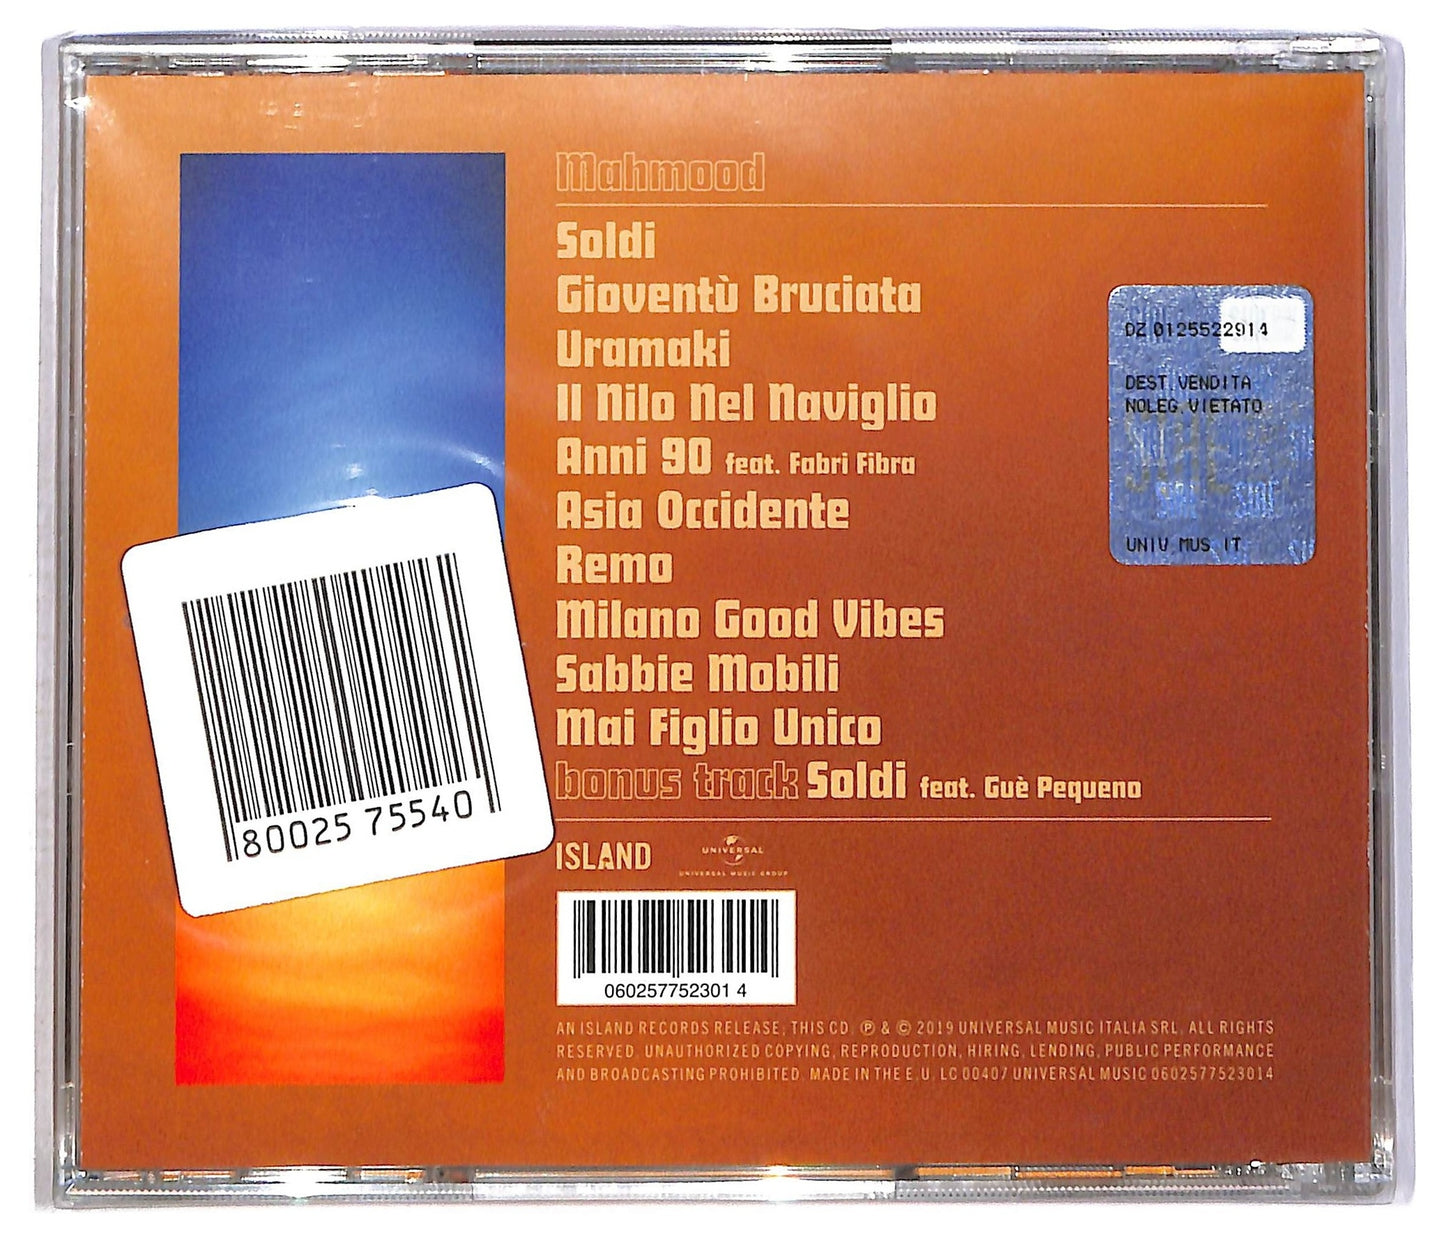 Mahmood
Soldi
Gioventù Bruciata
Uramaki
Il Nilo Nel Naviglio
Anni 90 feat. Fabri Fibra
Asia Occidente
Remo
Milano Good Vibes
Sabbie Mobili
Mai Figlio Unico
bonus track Soldi feat. Guè Pequeno
ISLAND
UNIVERSAL
UNIVERSAL MUSIC GROUP
060257752301 4
AN ISLAND RECORDS RELEASE; THIS CD. ℗ & © 2019 UNIVERSAL MUSIC ITALIA SRL. ALL RIGHTS
RESERVED. UNAUTHORIZED COPYING, REPRODUCTION, HIRING, LENDING, PUBLIC PERFORMANCE
AND BROADCASTING PROHIBITED. MADE IN THE E.U. LC 00407 UNIVERSAL MUSIC 0602577523014
80025 75540
DZ 0125522914
DEST.VENDITA
NOLEG.VIETATO
UNIV MUS IT